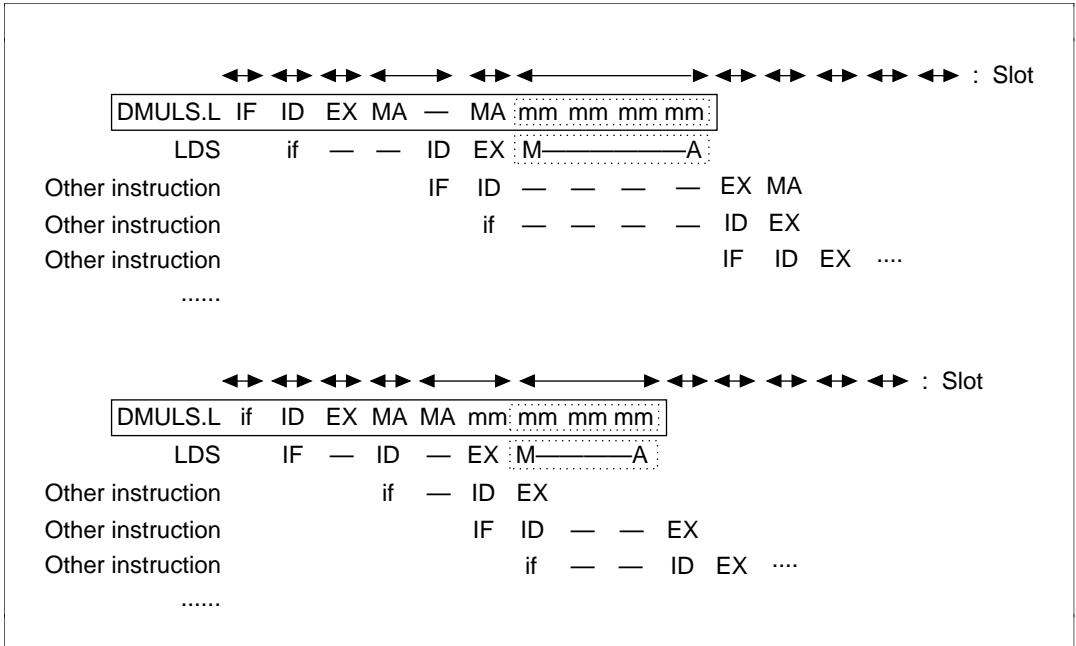 : Slot
DMULS.L IF ID EX MA — MA mm mm mm mm
LDS if — — ID EX M——————A
Other instruction IF ID — — — — EX MA
Other instruction if — — — — ID EX
Other instruction IF ID EX ....
......
: Slot
DMULS.L if ID EX MA MA mm mm mm mm
LDS IF — ID — EX M————A
Other instruction if — ID EX
Other instruction IF ID — — EX
Other instruction if — — ID EX ....
......